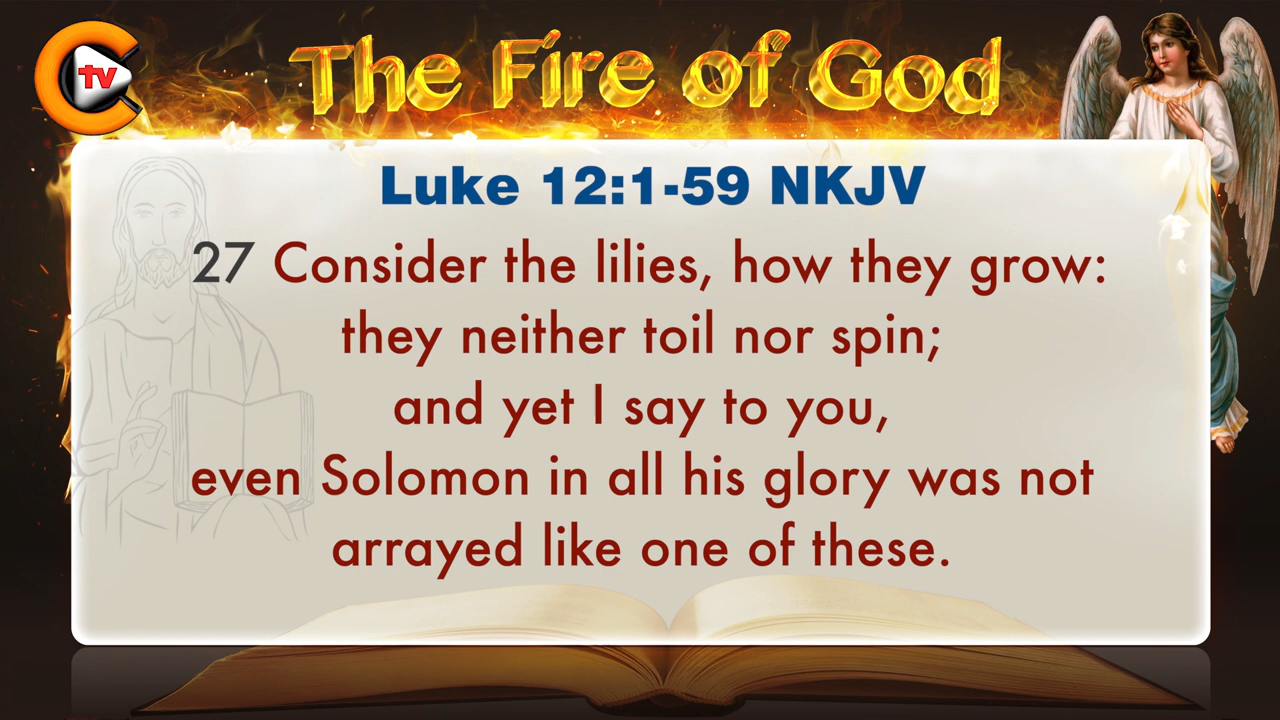 tv
The Fire of God
Luke 12:1-59 NKJV
27 Consider the lilies, how they grow:
they neither toil nor spin;
and yet I say to you,
even Solomon in all his glory was not
arrayed like one of these.